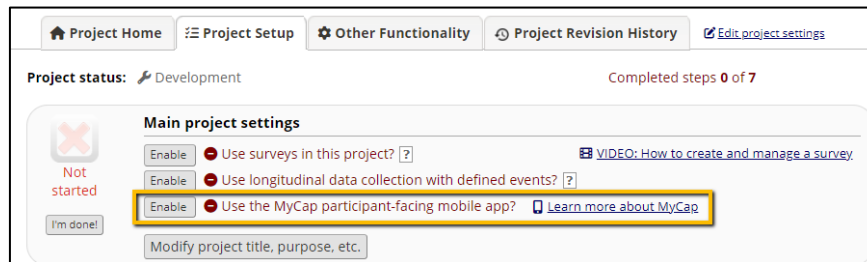 Project Home Project Setup Other Functionality Project Revision History Edit project settings
Project status: Development Completed steps 0 of 7
Main project settings
Enable Use surveys in this project? ? VIDEO: How to create and manage a survey
Not
started
Enable Use longitudinal data collection with defined events? ?
Enable Use the MyCap participant-facing mobile app? Learn more about MyCap
I'm done!
Modify project title, purpose, etc.